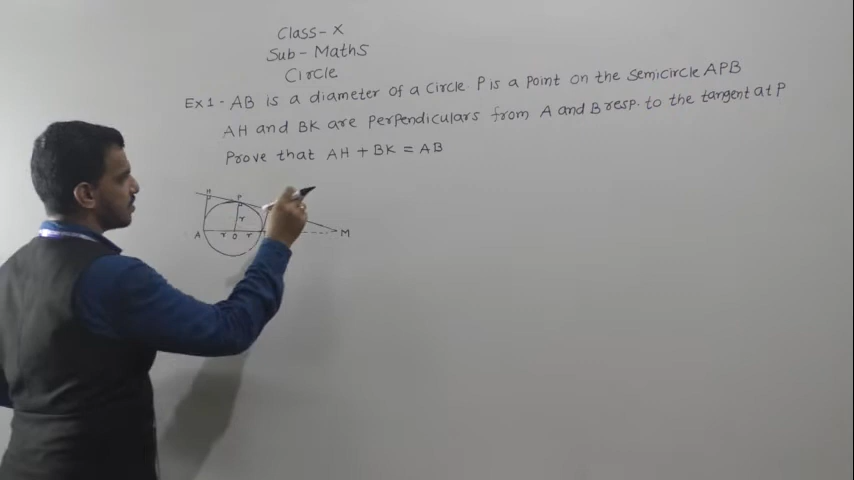 Class-X
Sub-Maths
Circle
Ex 1 - AB is a diameter of a Circle. P is a Point on the Semicircle APB
AH and BK are Perpendiculars from A and B resp. to the tangent at P
Prove that AH + BK = AB
H P
r
A r O r M